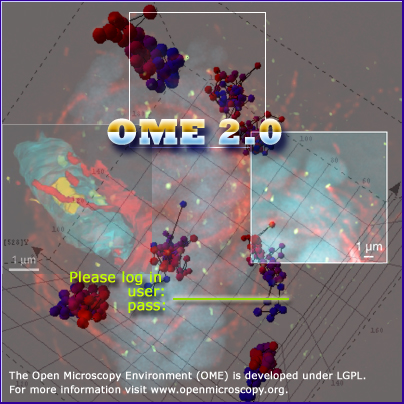 OME 2.0
1 µm
1 µm
Please log in
user:
pass:
The Open Microscopy Environment (OME) is developed under LGPL.
For more information visit www.openmicroscopy.org.